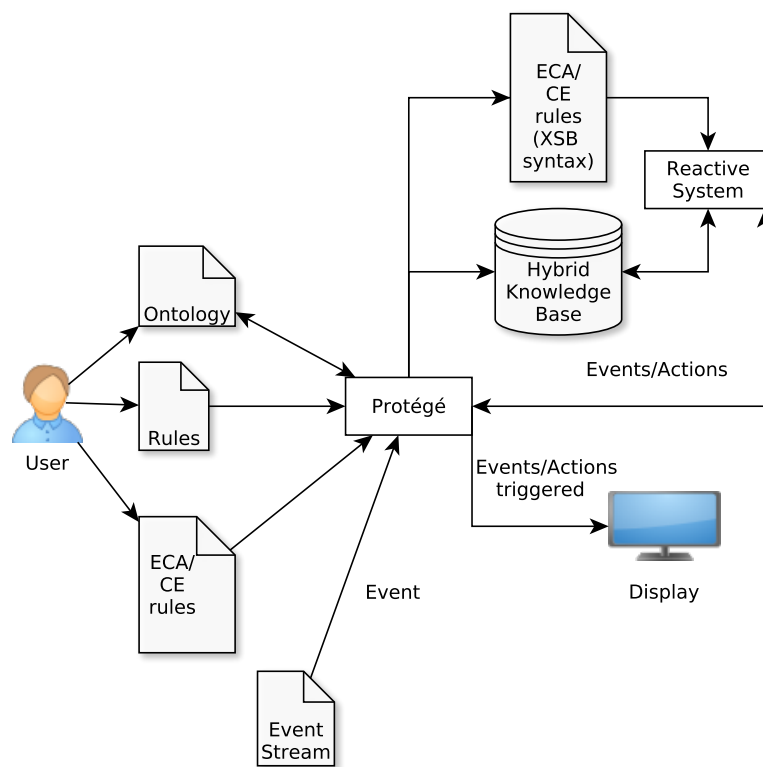 ECA/
CE
rules
(XSB
syntax)
Reactive
System
Hybrid
Knowledge
Base
Ontology
Events/Actions
Protégé
Rules
User
Events/Actions
triggered
ECA/
CE
rules
Event
Display
Event
Stream